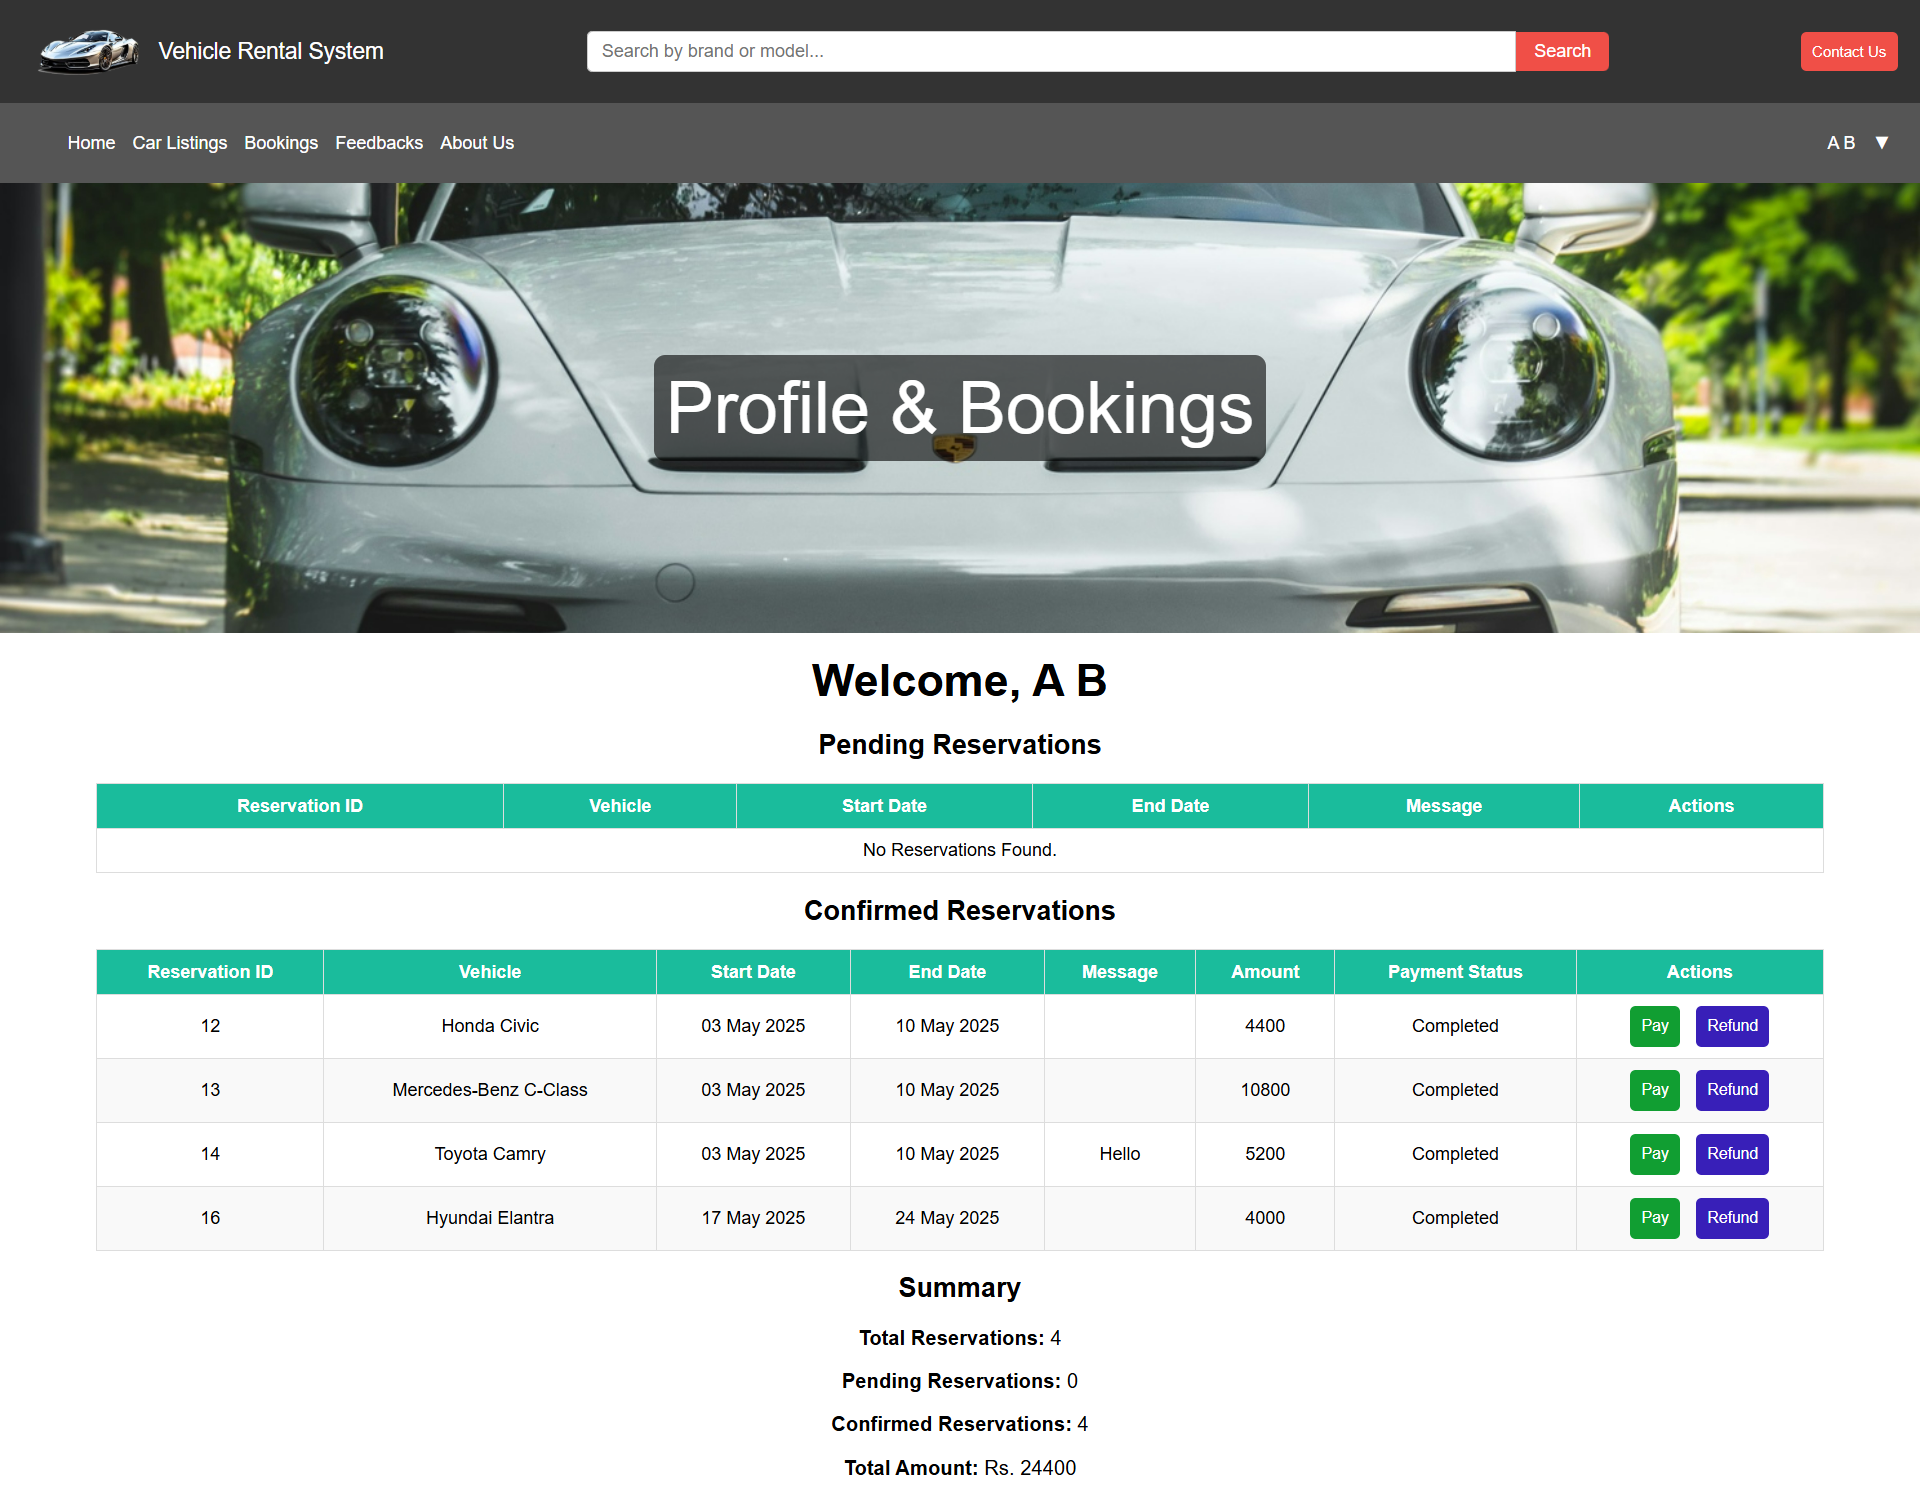 Vehicle Rental System
Search by brand or model...
Search
Contact Us
Home Car Listings Bookings Feedbacks About Us
A B ▼
Profile & Bookings
Welcome, A B
Pending Reservations
Reservation ID Vehicle Start Date End Date Message Actions
No Reservations Found.
Confirmed Reservations
Reservation ID Vehicle Start Date End Date Message Amount Payment Status Actions
12 Honda Civic 03 May 2025 10 May 2025 4400 Completed Pay Refund
13 Mercedes-Benz C-Class 03 May 2025 10 May 2025 10800 Completed Pay Refund
14 Toyota Camry 03 May 2025 10 May 2025 Hello 5200 Completed Pay Refund
16 Hyundai Elantra 17 May 2025 24 May 2025 4000 Completed Pay Refund
Summary
Total Reservations: 4
Pending Reservations: 0
Confirmed Reservations: 4
Total Amount: Rs. 24400